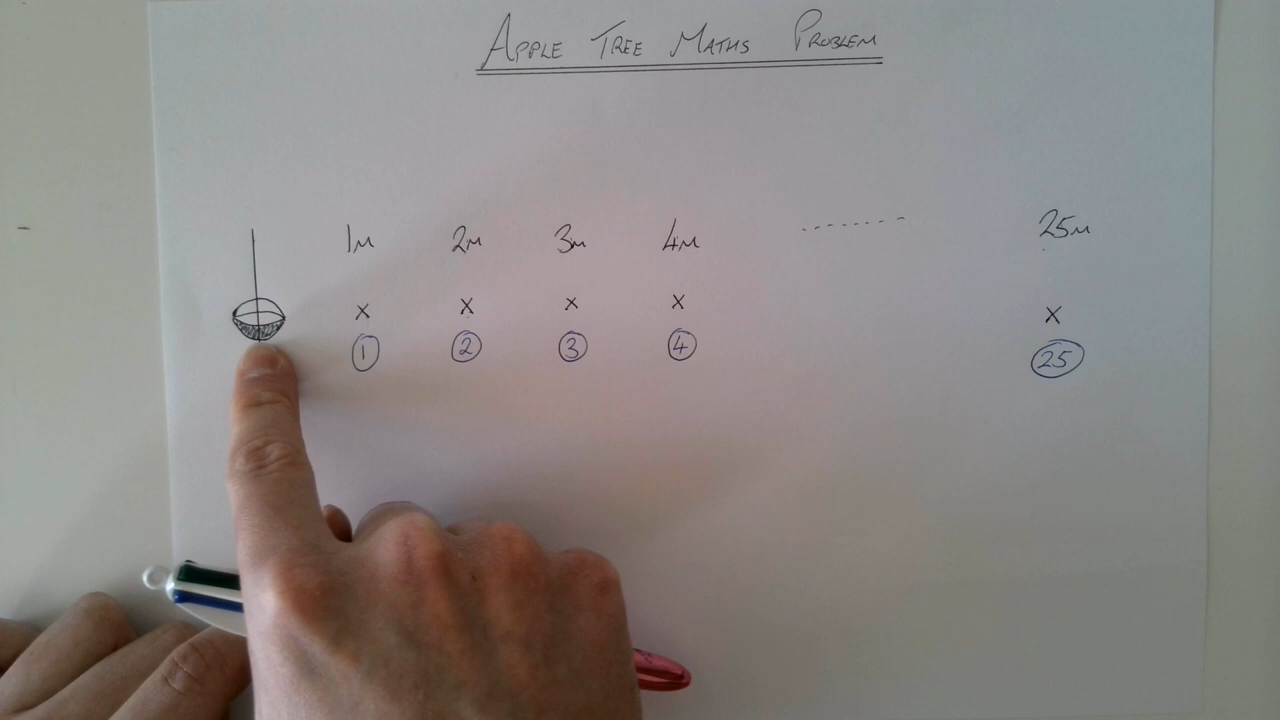 APPLE TREE MATHS PROBLEM
1M 2M 3M 4M 25M
x x x x x
1 2 3 4 25